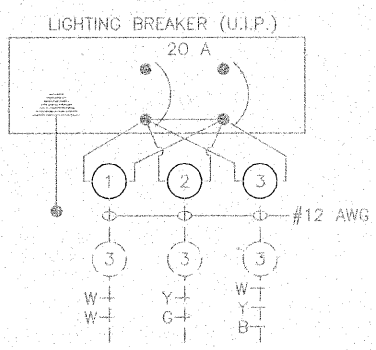 LIGHTING BREAKER (U.I.P.)
20 A
1 2 3
#12 AWG
3 3 3
W Y W
W G Y
B